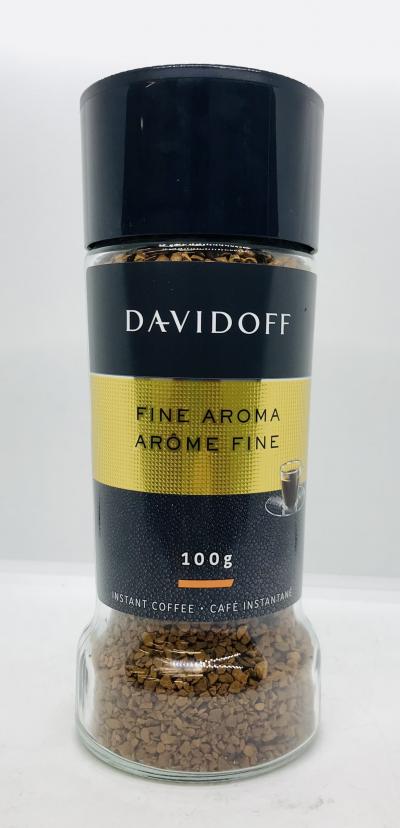 DAVIDOFF
FINE AROMA
ARÔME FINE
100g
INSTANT COFFEE • CAFÉ INSTANTANÉ